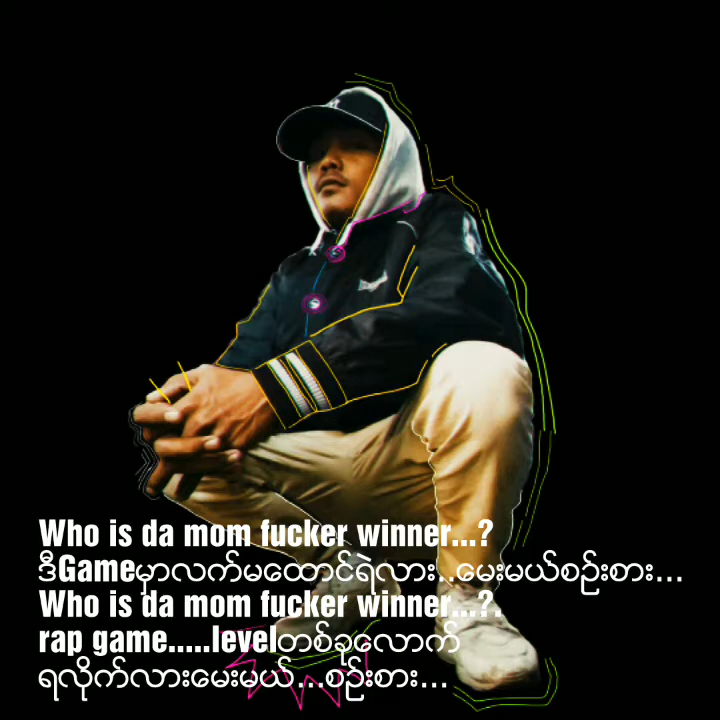 Who is da mom fucker winner...?
ဒီGameမှာလက်မထောင်ရဲလား..မေးမယ်စဉ်းစား...
Who is da mom fucker winner...?.
rap game.....levelတစ်ခုလောက်
ရလိုက်လားမေးမယ်...စဉ်းစား...